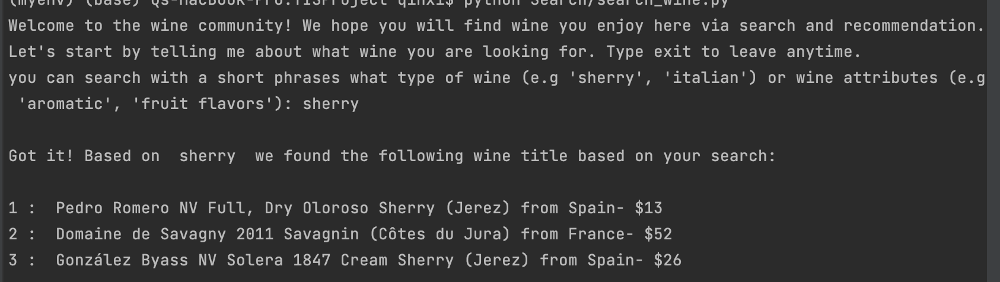 (myenv) (base) Qs-MacBook-Pro:TISProject qinxi$ python Search/search_wine.py
Welcome to the wine community! We hope you will find wine you enjoy here via search and recommendation.
Let's start by telling me about what wine you are looking for. Type exit to leave anytime.
you can search with a short phrases what type of wine (e.g 'sherry', 'italian') or wine attributes (e.g
 'aromatic', 'fruit flavors'): sherry
Got it! Based on  sherry  we found the following wine title based on your search:
1 :  Pedro Romero NV Full, Dry Oloroso Sherry (Jerez) from Spain- $13
2 :  Domaine de Savagny 2011 Savagnin (Côtes du Jura) from France- $52
3 :  González Byass NV Solera 1847 Cream Sherry (Jerez) from Spain- $26